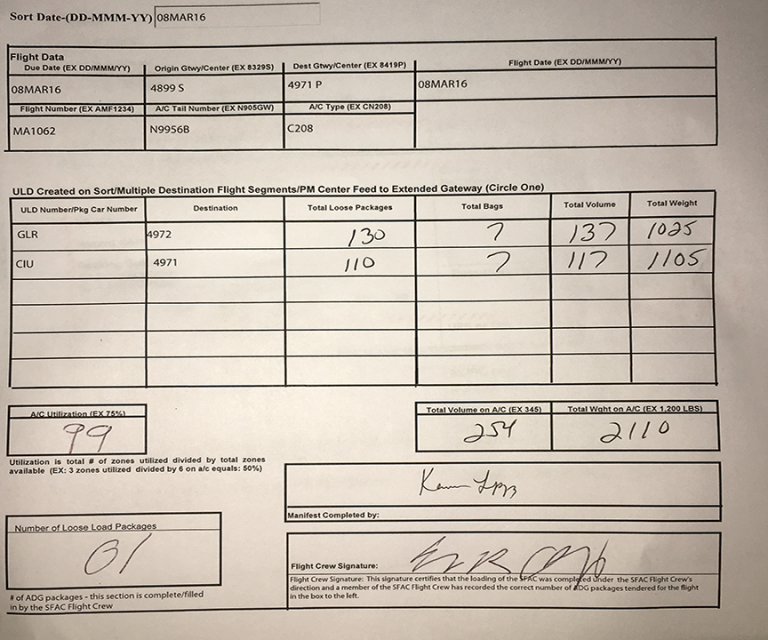 Sort Date-(DD-MMM-YY) 08MAR16
Flight Data
Due Date (EX DD/MMM/YY) Origin Gtwy/Center (EX 8329S) Dest Gtwy/Center (EX 8419P) Flight Date (EX DD/MMM/YY)
08MAR16 4899 S 4971 P 08MAR16
Flight Number (EX AMF1234) A/C Tail Number (EX N905GW) A/C Type (EX CN208)
MA1062 N9956B C208
ULD Created on Sort/Multiple Destination Flight Segments/PM Center Feed to Extended Gateway (Circle One)
ULD Number/Pkg Car Number Destination Total Loose Packages Total Bags Total Volume Total Weight
GLR 4972 130 7 137 1025
CIU 4971 110 7 117 1105
A/C Utilization (EX 75%) Total Volume on A/C (EX 345) Total Wght on A/C (EX 1,200 LBS)
99 254 2110
Utilization is total # of zones utilized divided by total zones
available (EX: 3 zones utilized divided by 6 on a/c equals: 50%)
Manifest Completed by:
Number of Loose Load Packages
01
# of ADG packages - this section is complete/filled
in by the SFAC Flight Crew
Flight Crew Signature:
Flight Crew Signature: This signature certifies that the loading of the SFAC was completed under the SFAC Flight Crew's
direction and a member of the SFAC Flight Crew has recorded the correct number of ADG packages tendered for the flight
in the box to the left.